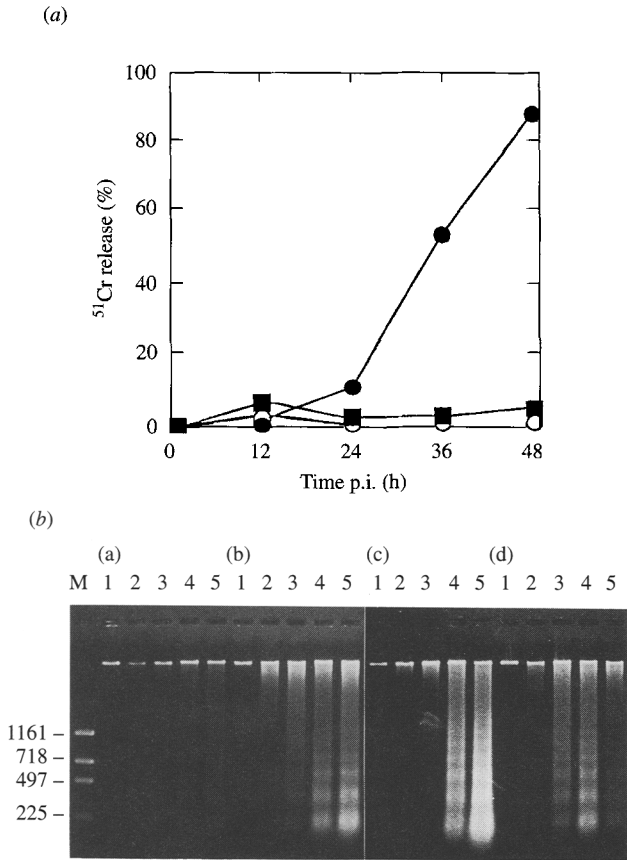 (a)
100
80
60
40
20
0
⁵¹Cr release (%)
0 12 24 36 48
Time p.i. (h)
(b)
(a) (b) (c) (d)
M 1 2 3 4 5 1 2 3 4 5 1 2 3 4 5 1 2 3 4 5
1161 –
718 –
497 –
225 –